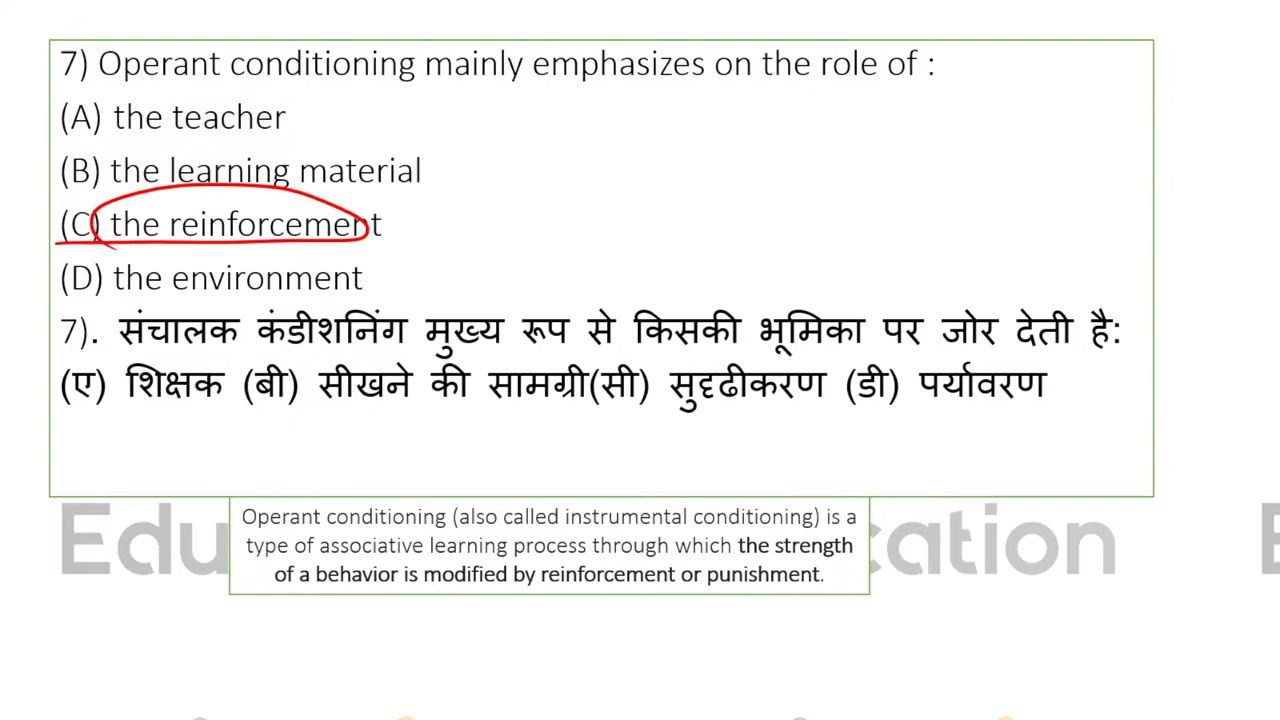 7) Operant conditioning mainly emphasizes on the role of :
(A) the teacher
(B) the learning material
(C) the reinforcement
(D) the environment
7). संचालक कंडीशनिंग मुख्य रूप से किसकी भूमिका पर जोर देती है:
(ए) शिक्षक (बी) सीखने की सामग्री(सी) सुदृढीकरण (डी) पर्यावरण
Operant conditioning (also called instrumental conditioning) is a
type of associative learning process through which the strength
of a behavior is modified by reinforcement or punishment.